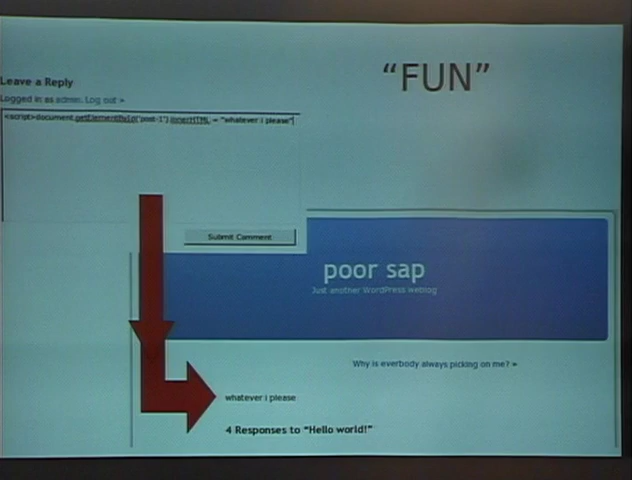 “FUN”
Leave a Reply
Logged in as admin. Log out »
<script>document.getElementById('post-1').innerHTML = "whatever i please"
Submit Comment
poor sap
Just another WordPress weblog
Why is everbody always picking on me? »
whatever i please
4 Responses to “Hello world!”